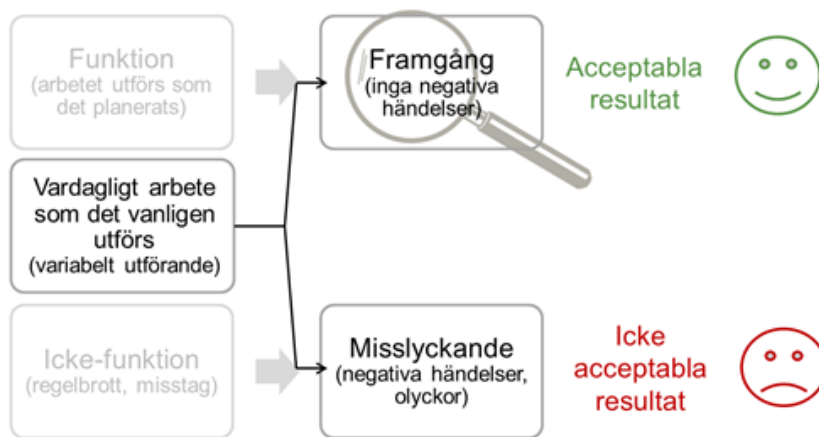 Funktion
(arbetet utförs som
det planerats)
Framgång
(inga negativa
händelser)
Acceptabla
resultat
Vardagligt arbete
som det vanligen
utförs
(variabelt utförande)
Icke-funktion
(regelbrott, misstag)
Misslyckande
(negativa händelser,
olyckor)
Icke
acceptabla
resultat